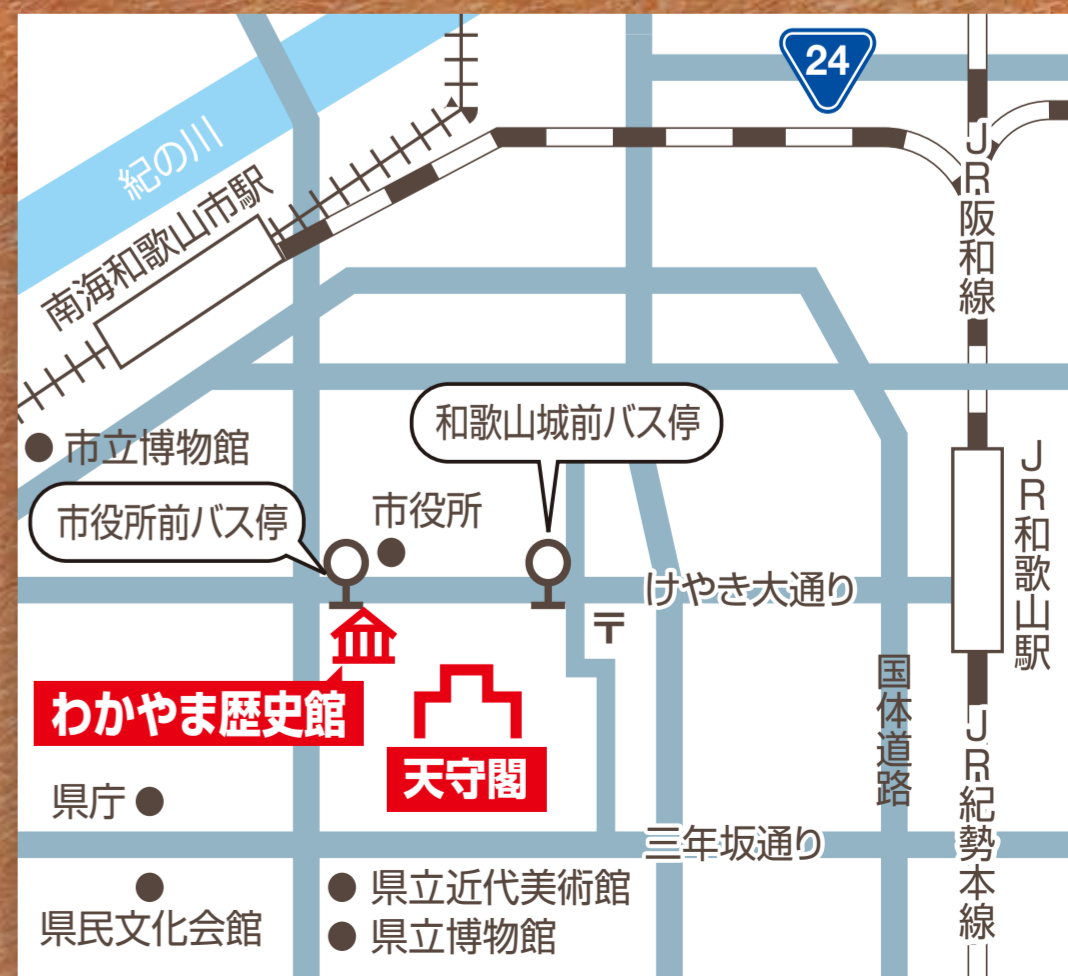 24
紀の川
南海和歌山市駅
JR阪和線
和歌山城前バス停
市立博物館
市役所前バス停
市役所
JR和歌山駅
けやき大通り
〒
わかやま歴史館
天守閣
国体道路
JR紀勢本線
県庁
三年坂通り
県民文化会館
県立近代美術館
県立博物館